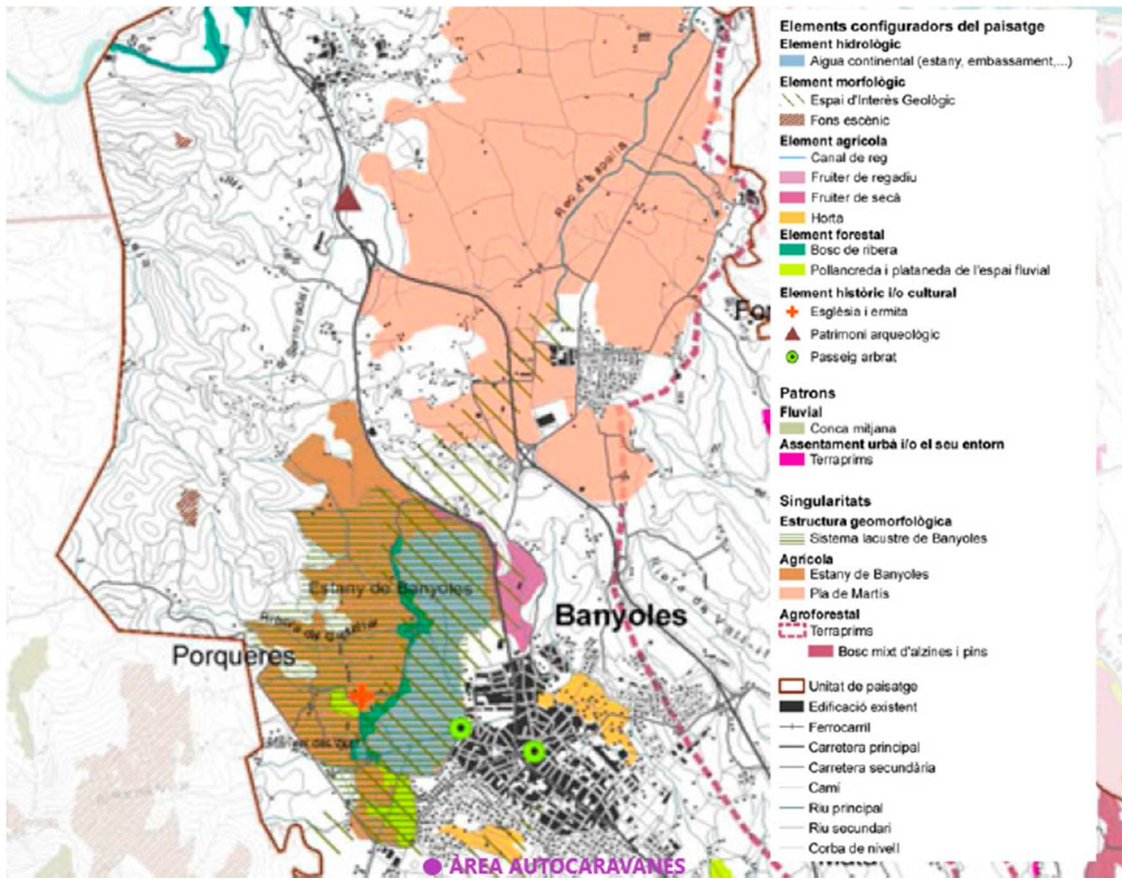 Rec d'Espolla
Estany de Banyoles
Banyoles
Porqueres
ÀREA AUTOCARAVANES
Elements configuradors del paisatge
Element hidrològic
Aigua continental (estany, embassament,...)
Element morfològic
Espai d'Interès Geològic
Fons escènic
Element agrícola
Canal de reg
Fruiter de regadiu
Fruiter de secà
Horta
Element forestal
Bosc de ribera
Pollancreda i plataneda de l'espai fluvial
Element històric i/o cultural
Església i ermita
Patrimoni arqueològic
Passeig arbrat
Patrons
Fluvial
Conca mitjana
Assentament urbà i/o el seu entorn
Terraprims
Singularitats
Estructura geomorfològica
Sistema lacustre de Banyoles
Agrícola
Estany de Banyoles
Pla de Martís
Agroforestal
Terraprims
Bosc mixt d'alzines i pins
Unitat de paisatge
Edificació existent
Ferrocarril
Carretera principal
Carretera secundària
Camí
Riu principal
Riu secundari
Corba de nivell